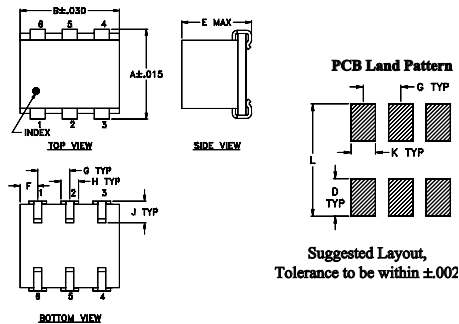 B±.030
E MAX
6 5 4
A±.015
INDEX
1 2 3
TOP VIEW
SIDE VIEW
PCB Land Pattern
G TYP
L
K TYP
D
TYP
G TYP
H TYP
F
1 2 3
J TYP
6 5 4
BOTTOM VIEW
Suggested Layout,
Tolerance to be within ±.002